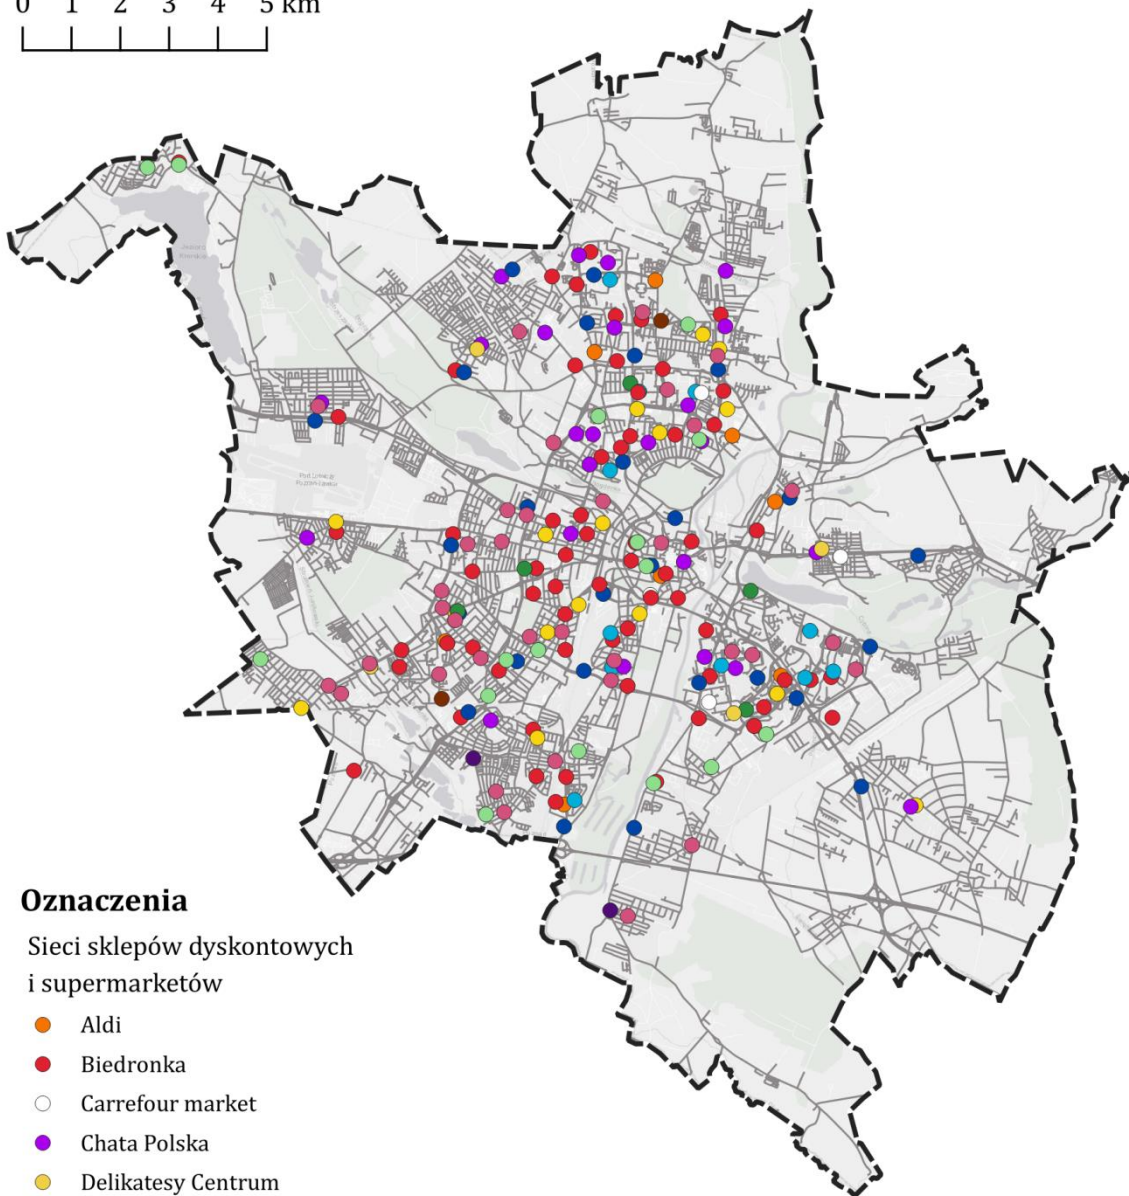 0 1 2 3 4 5 km
Oznaczenia
Sieci sklepów dyskontowych
i supermarketów
Aldi
Biedronka
Carrefour market
Chata Polska
Delikatesy Centrum